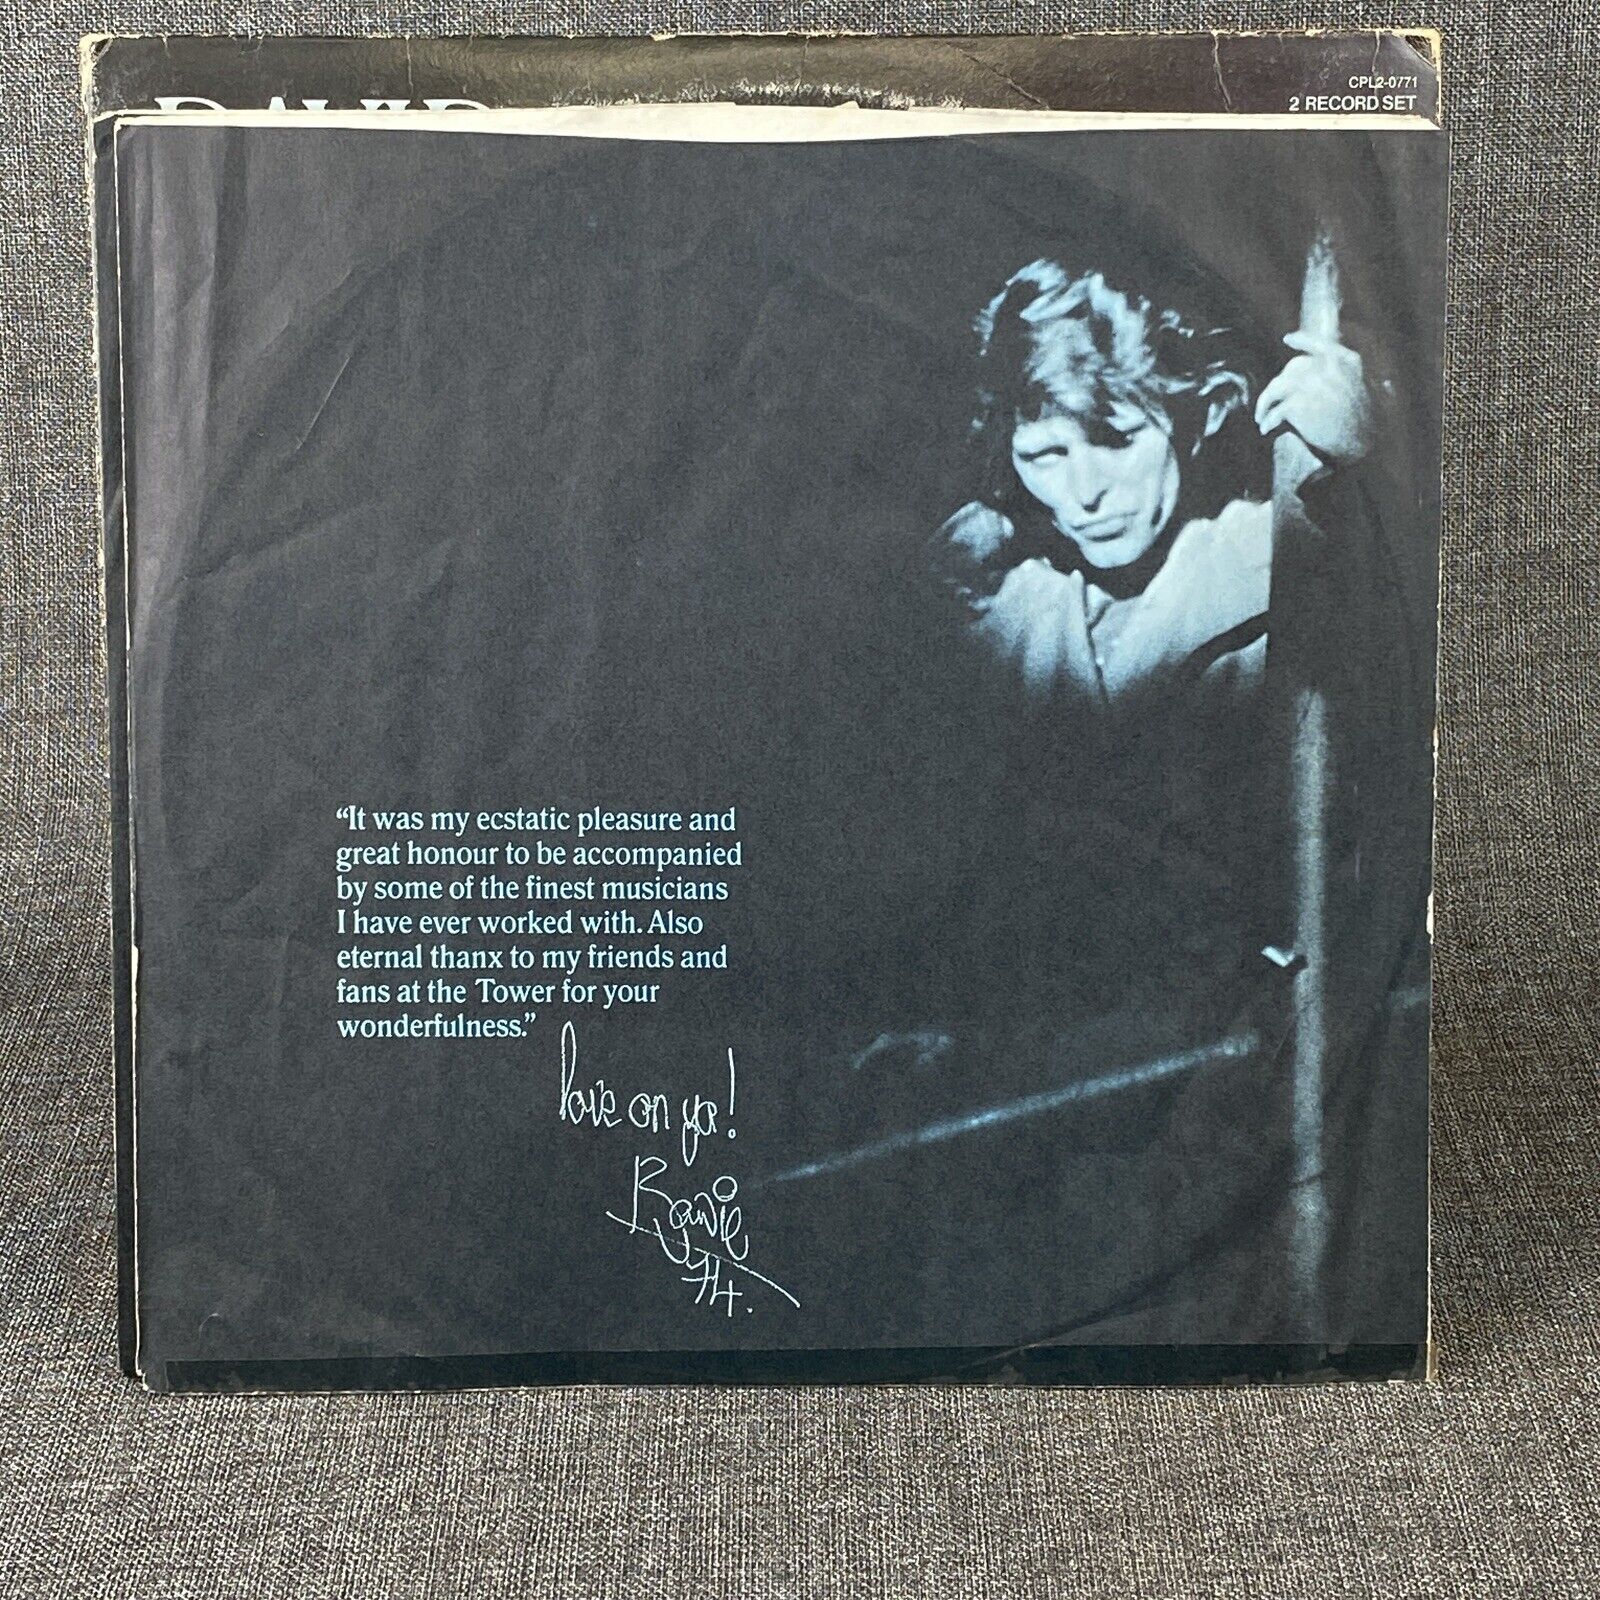 DAVID
CPL2-0771
2 RECORD SET
“It was my ecstatic pleasure and
great honour to be accompanied
by some of the finest musicians
I have ever worked with. Also
eternal thanx to my friends and
fans at the Tower for your
wonderfulness.”
love on ya!
Bowie
74.